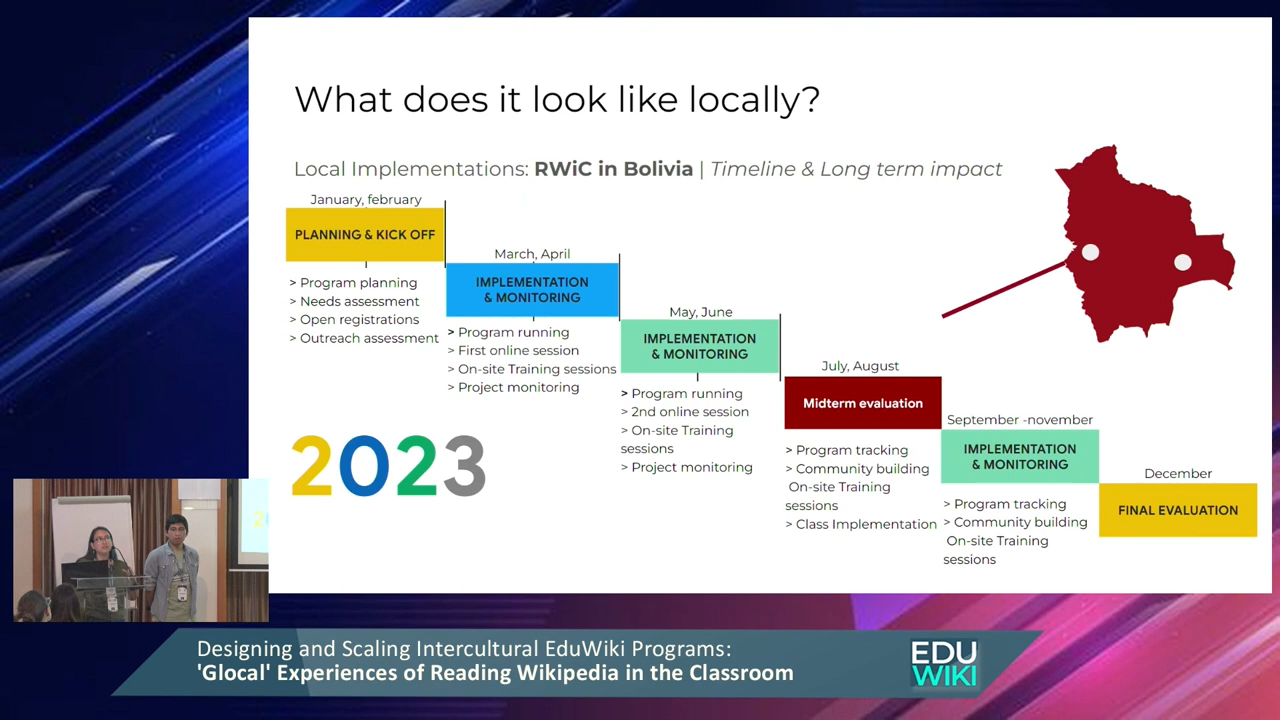 What does it look like locally?
Local Implementations: RWiC in Bolivia | Timeline & Long term impact
January, february
PLANNING & KICK OFF
> Program planning
> Needs assessment
> Open registrations
> Outreach assessment
March, April
IMPLEMENTATION
& MONITORING
> Program running
> First online session
> On-site Training sessions
> Project monitoring
May, June
IMPLEMENTATION
& MONITORING
> Program running
> 2nd online session
> On-site Training
sessions
> Project monitoring
July, August
Midterm evaluation
> Program tracking
> Community building
On-site Training
sessions
> Class Implementation
September -november
IMPLEMENTATION
& MONITORING
> Program tracking
> Community building
On-site Training
sessions
December
FINAL EVALUATION
2023
Designing and Scaling Intercultural EduWiki Programs:
'Glocal' Experiences of Reading Wikipedia in the Classroom
EDU
WIKI